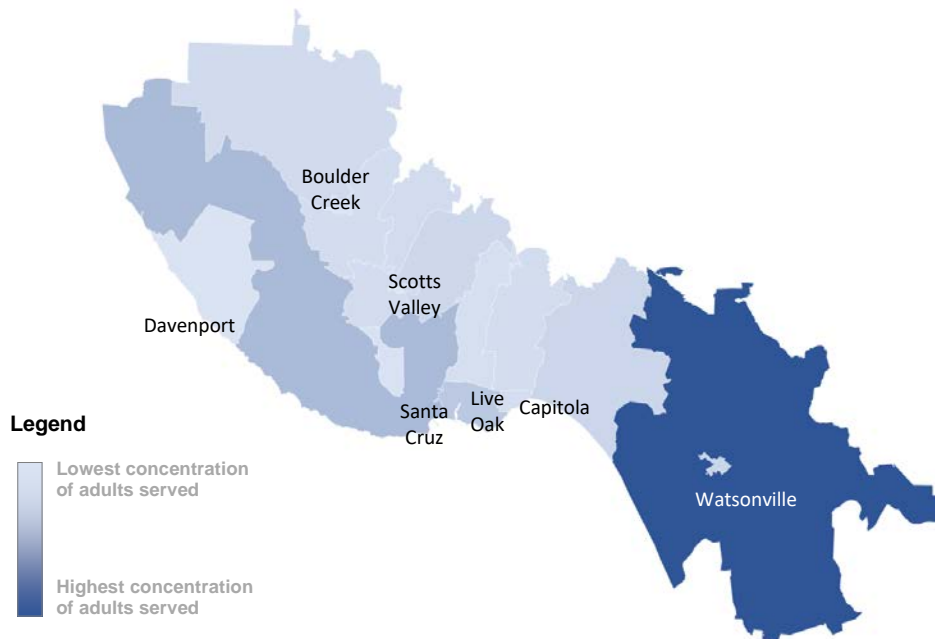 Boulder
Creek
Scotts
Valley
Davenport
Santa
Cruz
Live
Oak
Capitola
Watsonville
Legend
Lowest concentration
of adults served
Highest concentration
of adults served